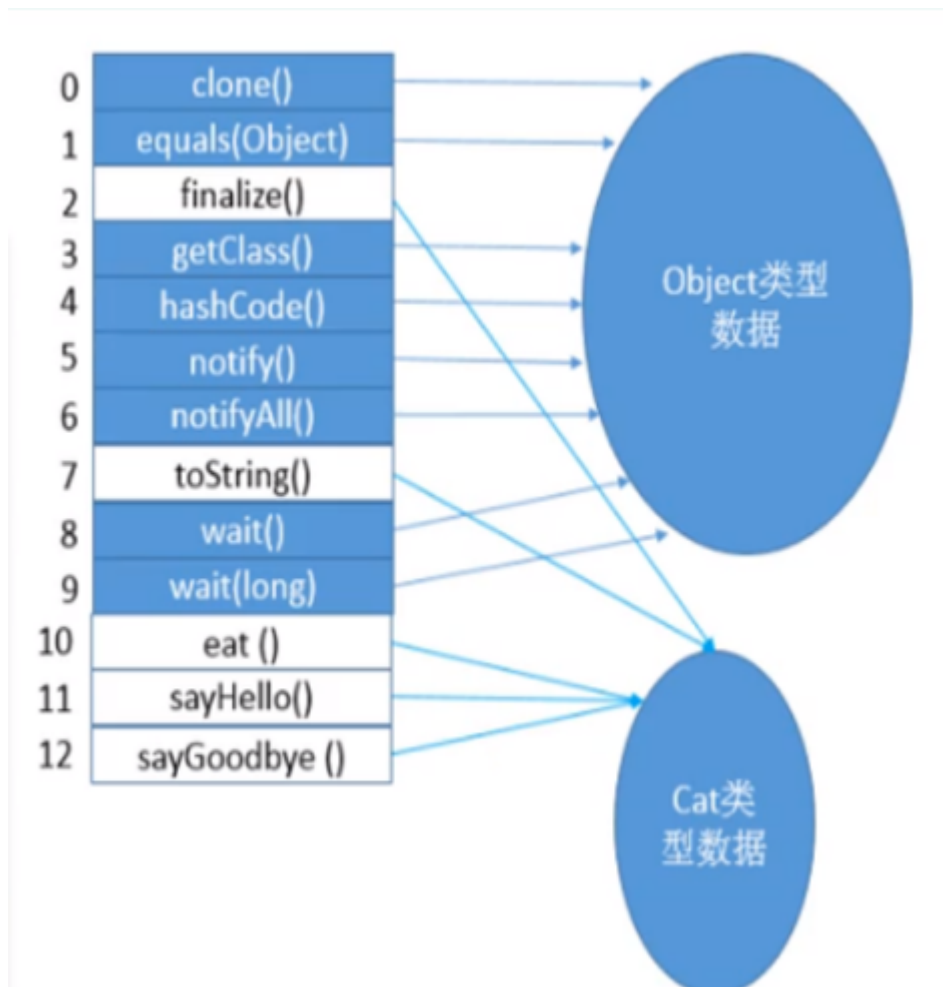 0 clone()
1 equals(Object)
2 finalize()
3 getClass()
4 hashCode()
5 notify()
6 notifyAll()
7 toString()
8 wait()
9 wait(long)
10 eat ()
11 sayHello()
12 sayGoodbye ()
Object类型
数据
Cat类
型数据